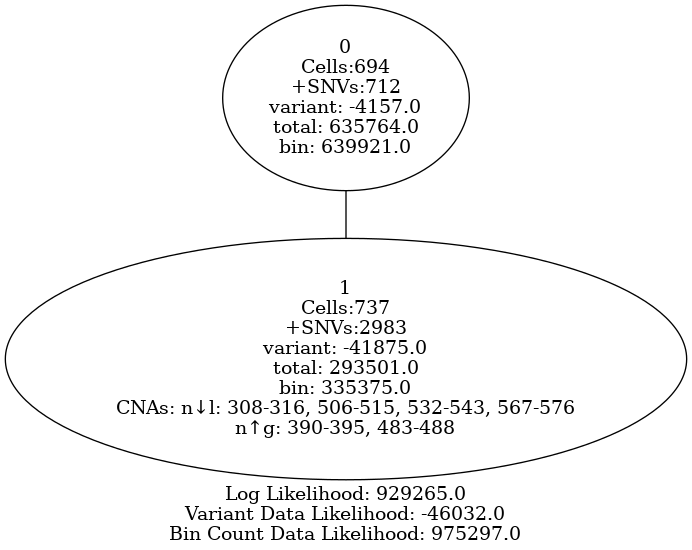 0
Cells:694
+SNVs:712
variant: -4157.0
total: 635764.0
bin: 639921.0
1
Cells:737
+SNVs:2983
variant: -41875.0
total: 293501.0
bin: 335375.0
CNAs: n↓l: 308-316, 506-515, 532-543, 567-576
n↑g: 390-395, 483-488
Log Likelihood: 929265.0
Variant Data Likelihood: -46032.0
Bin Count Data Likelihood: 975297.0